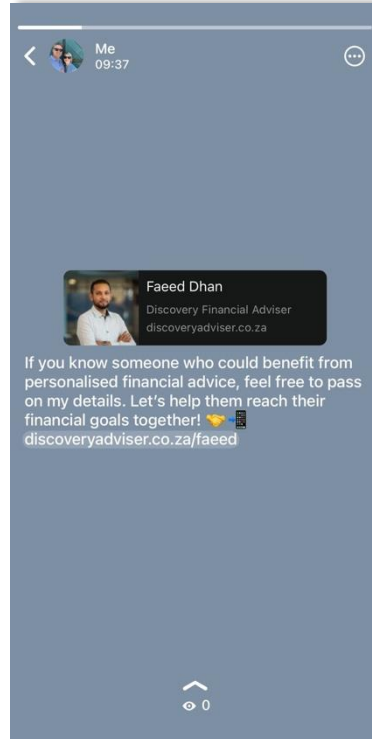 Me
09:37
Faeed Dhan
Discovery Financial Adviser
discoveryadviser.co.za
If you know someone who could benefit from
personalised financial advice, feel free to pass
on my details. Let's help them reach their
financial goals together! 🤝📲
discoveryadviser.co.za/faeed
0